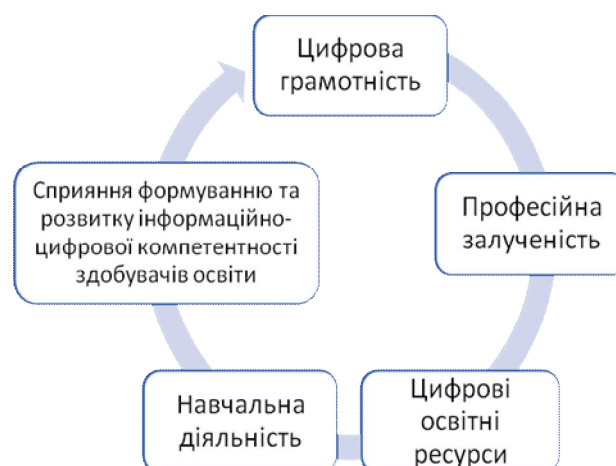 Цифрова
грамотність
Професійна
залученість
Цифрові
освітні
ресурси
Навчальна
діяльність
Сприяння формуванню та
розвитку інформаційно-
цифрової компетентності
здобувачів освіти